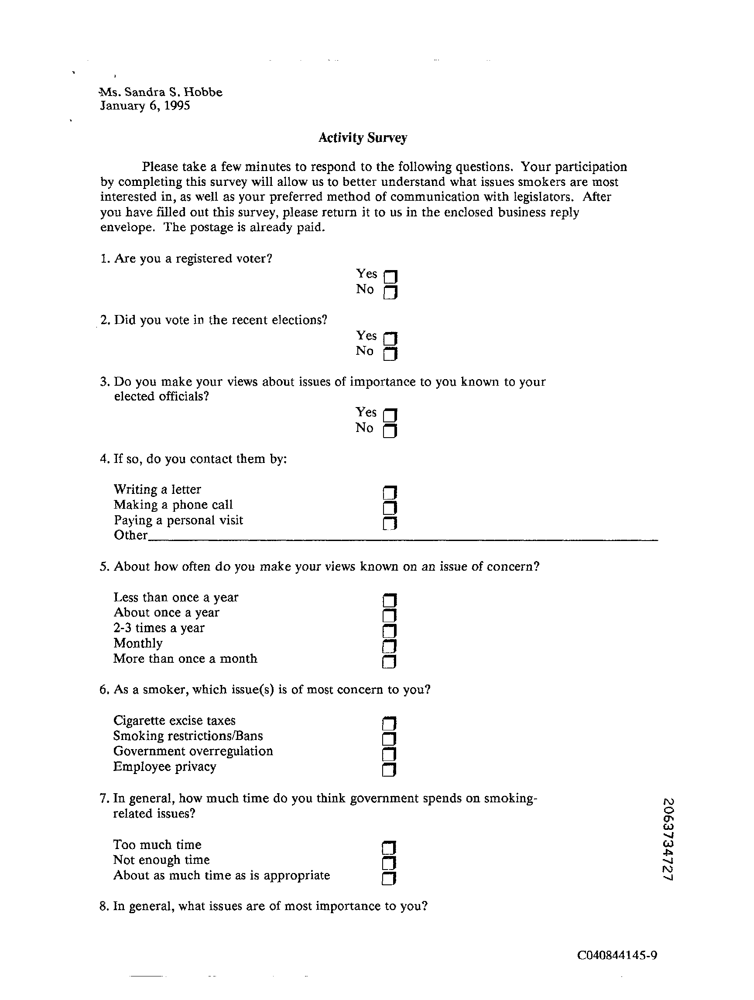 Ms. Sandra S. Hobbe
January 6, 1995
Activity Survey
Please take a few minutes to respond to the following questions. Your participation
by completing this survey will allow us to better understand what issues smokers are most
interested in, as well as your preferred method of communication with legislators. After
you have filled out this survey, please return it to us in the enclosed business reply
envelope. The postage is already paid.
1. Are you a registered voter?
Yes
No
2. Did you vote in the recent elections?
Yes
No
3. Do you make your views about issues of importance to you known to your
elected officials?
Yes
No
4. If so, do you contact them by:
Writing a letter
Making a phone call
Paying a personal visit
Other
5. About how often do you make your views known on an issue of concern?
Less than once a year
About once a year
2-3 times a year
Monthly
More than once a month
6. As a smoker, which issue(s) is of most concern to you?
Cigarette excise taxes
Smoking restrictions/Bans
Government overregulation
Employee privacy
7. In general, how much time do you think government spends on smoking-
related issues?
Too much time
Not enough time
About as much time as is appropriate
8. In general, what issues are of most importance to you?
2063734727
C040844145-9